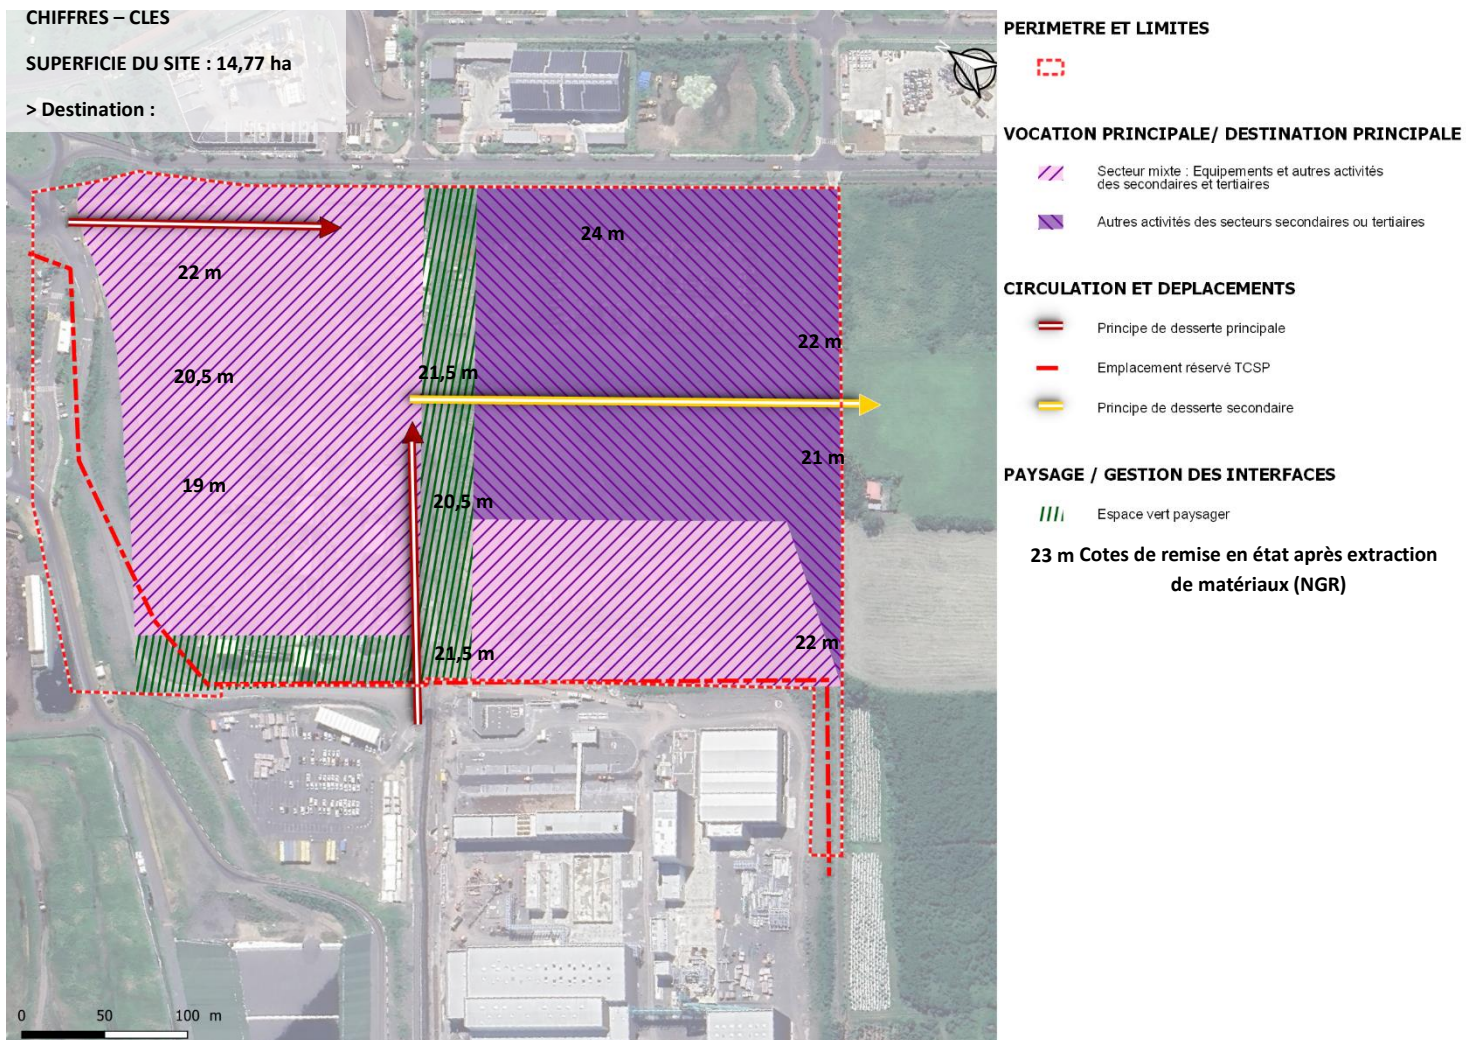 CHIFFRES – CLES
SUPERFICIE DU SITE : 14,77 ha
> Destination :
N
24 m
22 m
22 m
20,5 m
21,5 m
21 m
19 m
20,5 m
22 m
21,5 m
0 50 100 m
PERIMETRE ET LIMITES
VOCATION PRINCIPALE/ DESTINATION PRINCIPALE
Secteur mixte : Equipements et autres activités
des secondaires et tertiaires
Autres activités des secteurs secondaires ou tertiaires
CIRCULATION ET DEPLACEMENTS
Principe de desserte principale
Emplacement réservé TCSP
Principe de desserte secondaire
PAYSAGE / GESTION DES INTERFACES
Espace vert paysager
23 m Cotes de remise en état après extraction
de matériaux (NGR)